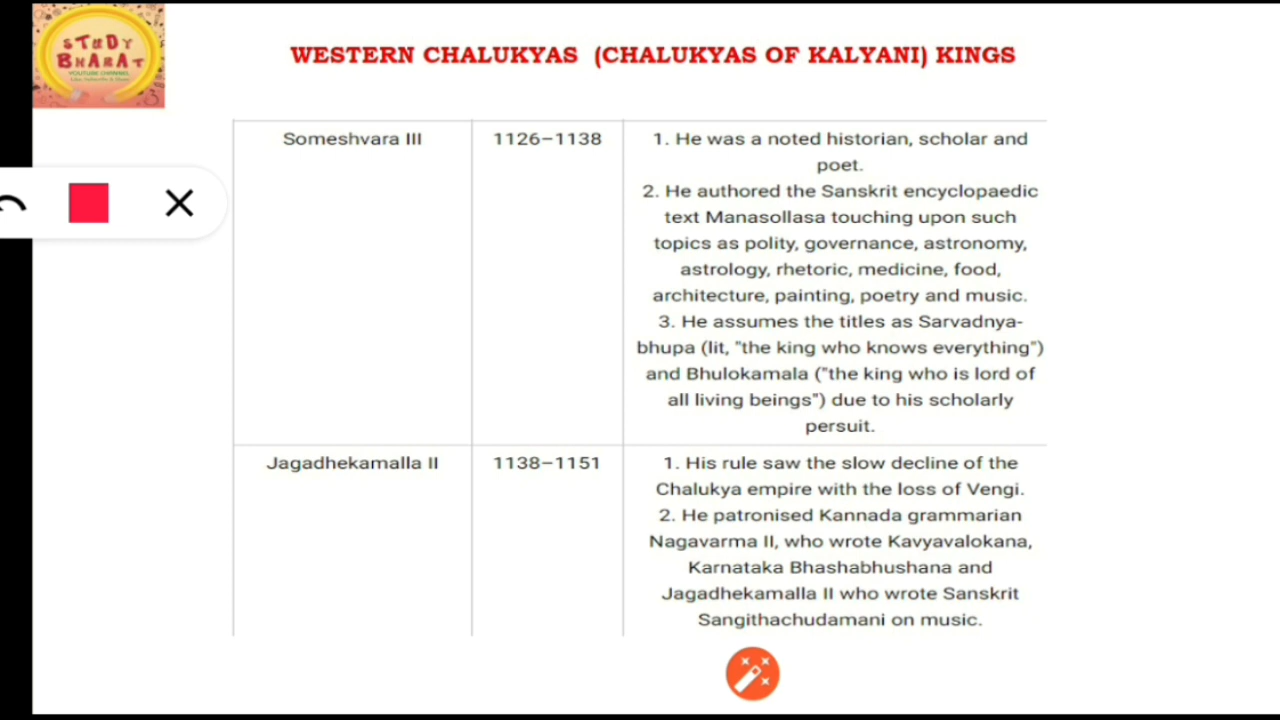 STUDY
BHARAT
YOUTUBE CHANNEL
WESTERN CHALUKYAS (CHALUKYAS OF KALYANI) KINGS
Someshvara III
1126–1138
1. He was a noted historian, scholar and
poet.
2. He authored the Sanskrit encyclopaedic
text Manasollasa touching upon such
topics as polity, governance, astronomy,
astrology, rhetoric, medicine, food,
architecture, painting, poetry and music.
3. He assumes the titles as Sarvadnya-
bhupa (lit, "the king who knows everything")
and Bhulokamala ("the king who is lord of
all living beings") due to his scholarly
persuit.
Jagadhekamalla II
1138–1151
1. His rule saw the slow decline of the
Chalukya empire with the loss of Vengi.
2. He patronised Kannada grammarian
Nagavarma II, who wrote Kavyavalokana,
Karnataka Bhashabhushana and
Jagadhekamalla II who wrote Sanskrit
Sangithachudamani on music.